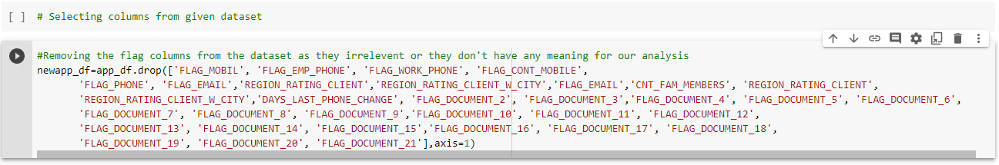 [ ] # Selecting columns from given dataset
#Removing the flag columns from the dataset as they irrelevent or they don't have any meaning for our analysis
newapp_df=app_df.drop(['FLAG_MOBIL', 'FLAG_EMP_PHONE', 'FLAG_WORK_PHONE', 'FLAG_CONT_MOBILE',
'FLAG_PHONE', 'FLAG_EMAIL','REGION_RATING_CLIENT','REGION_RATING_CLIENT_W_CITY','FLAG_EMAIL','CNT_FAM_MEMBERS', 'REGION_RATING_CLIENT',
'REGION_RATING_CLIENT_W_CITY','DAYS_LAST_PHONE_CHANGE', 'FLAG_DOCUMENT_2', 'FLAG_DOCUMENT_3','FLAG_DOCUMENT_4', 'FLAG_DOCUMENT_5', 'FLAG_DOCUMENT_6',
'FLAG_DOCUMENT_7', 'FLAG_DOCUMENT_8', 'FLAG_DOCUMENT_9','FLAG_DOCUMENT_10', 'FLAG_DOCUMENT_11', 'FLAG_DOCUMENT_12',
'FLAG_DOCUMENT_13', 'FLAG_DOCUMENT_14', 'FLAG_DOCUMENT_15','FLAG_DOCUMENT_16', 'FLAG_DOCUMENT_17', 'FLAG_DOCUMENT_18',
'FLAG_DOCUMENT_19', 'FLAG_DOCUMENT_20', 'FLAG_DOCUMENT_21'],axis=1)